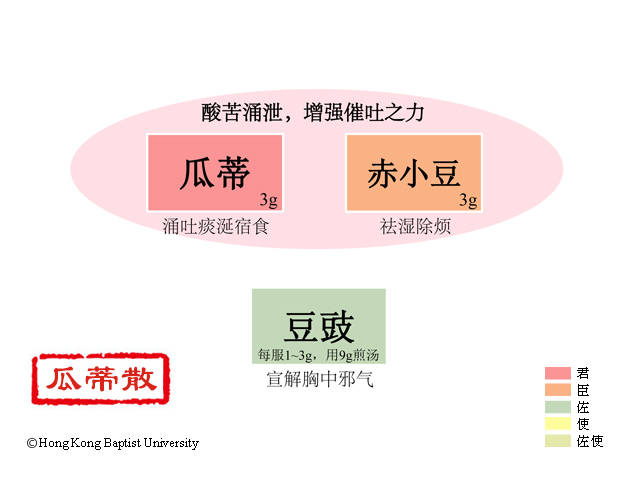 酸苦涌泄，增强催吐之力
瓜蒂
3g
赤小豆
3g
涌吐痰涎宿食
祛湿除烦
豆豉
每服1~3g，用9g煎汤
宣解胸中邪气
瓜蒂散
君
臣
佐
使
佐使
©Hong Kong Baptist University